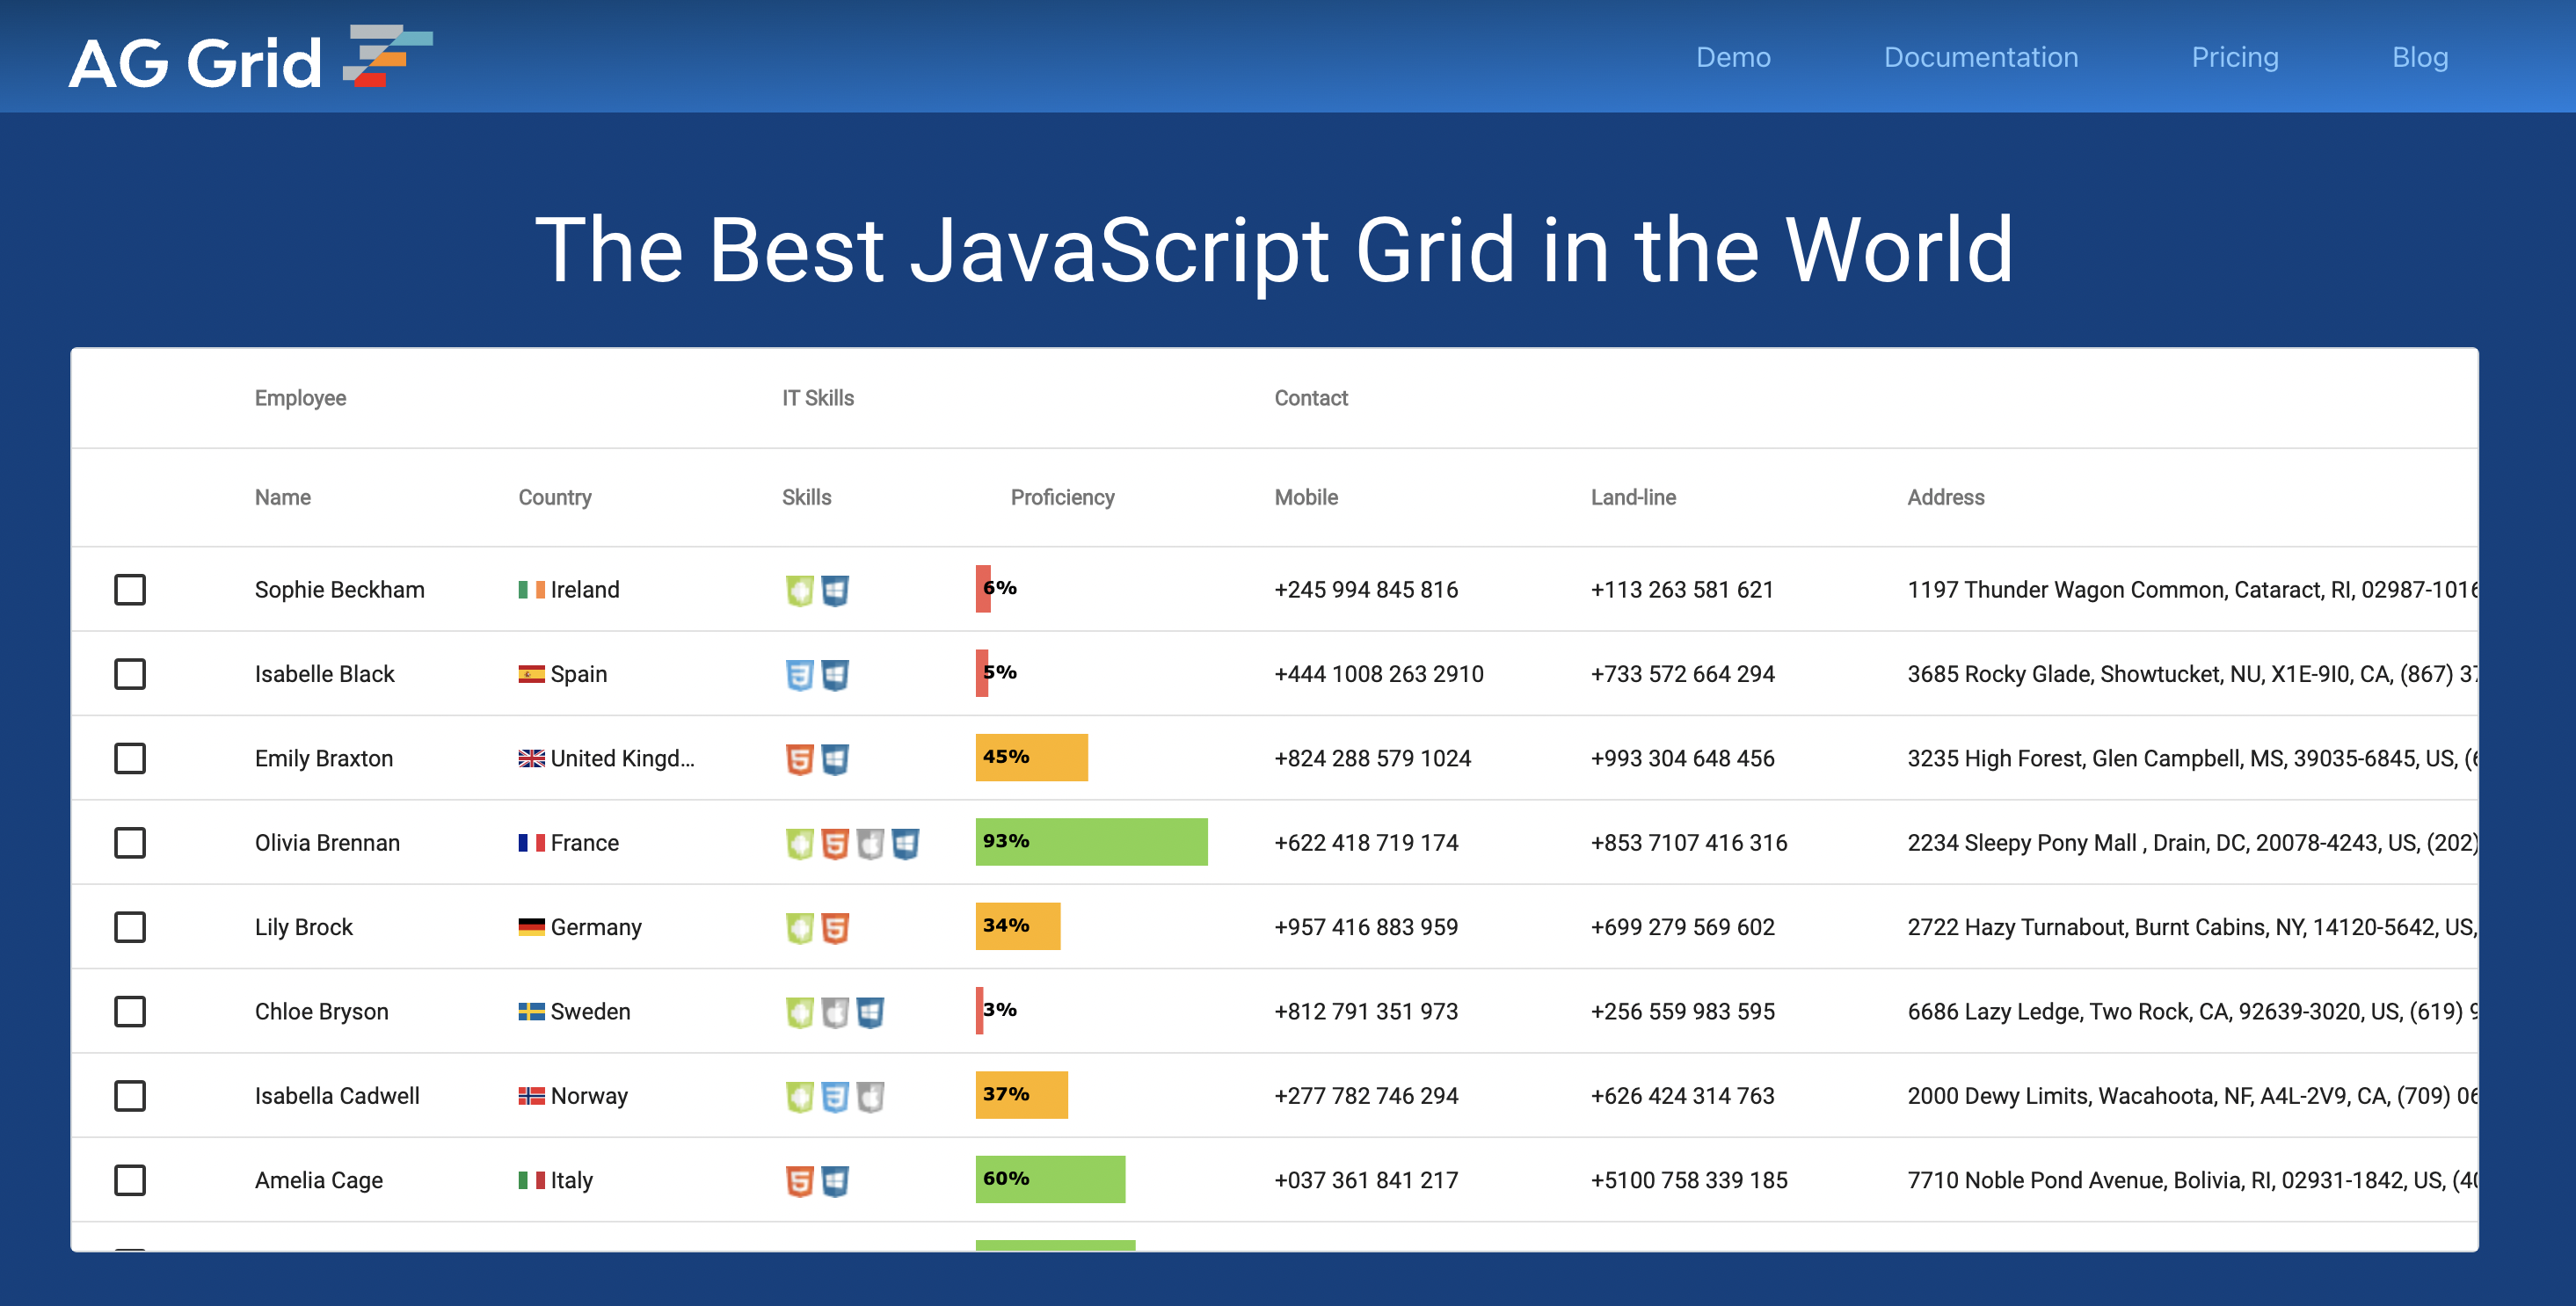 AG Grid
Demo Documentation Pricing Blog
The Best JavaScript Grid in the World
Employee IT Skills Contact
Name Country Skills Proficiency Mobile Land-line Address
Sophie Beckham Ireland 6% +245 994 845 816 +113 263 581 621 1197 Thunder Wagon Common, Cataract, RI, 02987-1016
Isabelle Black Spain 5% +444 1008 263 2910 +733 572 664 294 3685 Rocky Glade, Showtucket, NU, X1E-9I0, CA, (867) 37
Emily Braxton United Kingd... 45% +824 288 579 1024 +993 304 648 456 3235 High Forest, Glen Campbell, MS, 39035-6845, US, (6
Olivia Brennan France 93% +622 418 719 174 +853 7107 416 316 2234 Sleepy Pony Mall , Drain, DC, 20078-4243, US, (202)
Lily Brock Germany 34% +957 416 883 959 +699 279 569 602 2722 Hazy Turnabout, Burnt Cabins, NY, 14120-5642, US,
Chloe Bryson Sweden 3% +812 791 351 973 +256 559 983 595 6686 Lazy Ledge, Two Rock, CA, 92639-3020, US, (619) 9
Isabella Cadwell Norway 37% +277 782 746 294 +626 424 314 763 2000 Dewy Limits, Wacahoota, NF, A4L-2V9, CA, (709) 06
Amelia Cage Italy 60% +037 361 841 217 +5100 758 339 185 7710 Noble Pond Avenue, Bolivia, RI, 02931-1842, US, (40